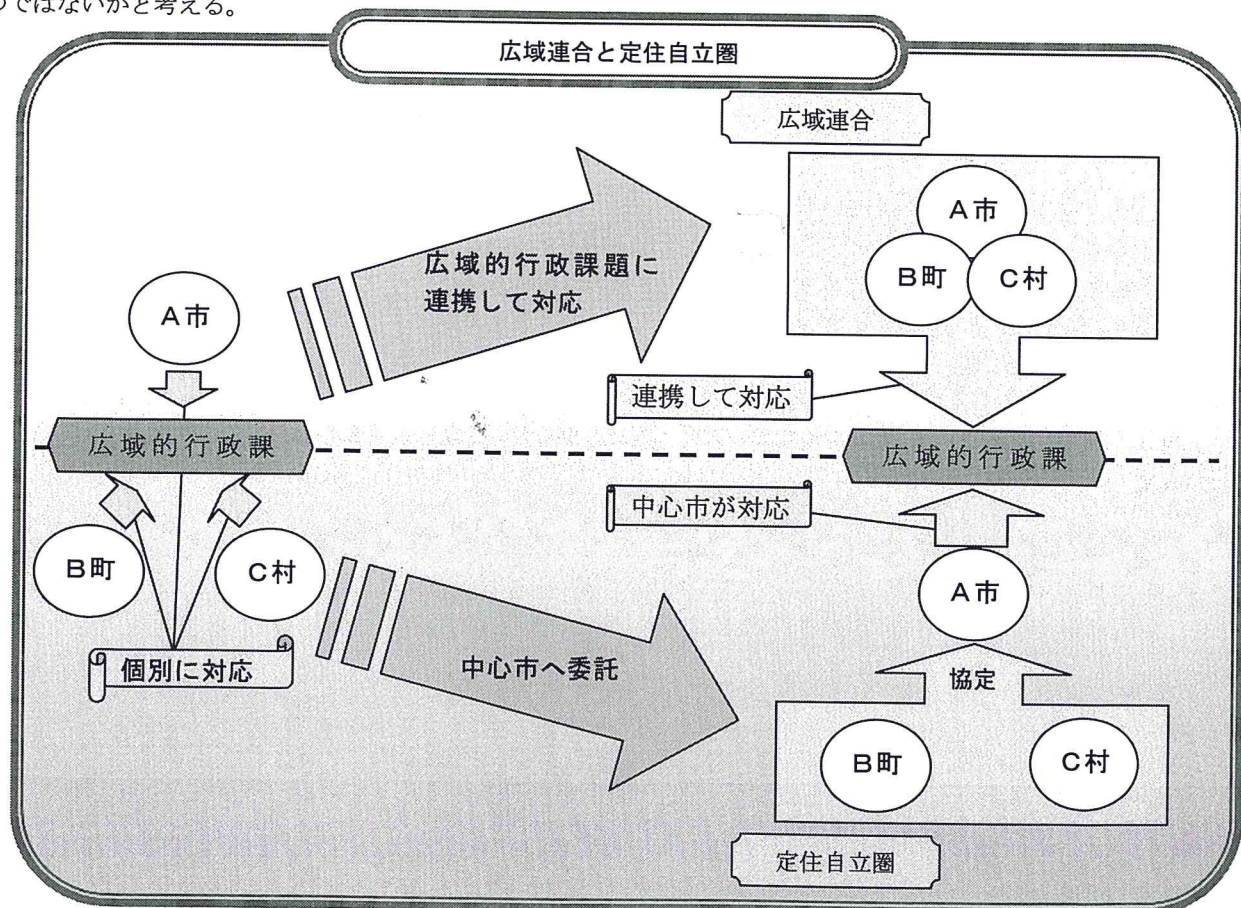 のではないかと考える。
広域連合と定住自立圏
広域連合
A市
B町
C村
広域的行政課題に
連携して対応
A市
連携して対応
広域的行政課
広域的行政課
中心市が対応
B町
C村
A市
個別に対応
中心市へ委託
協定
B町
C村
定住自立圏